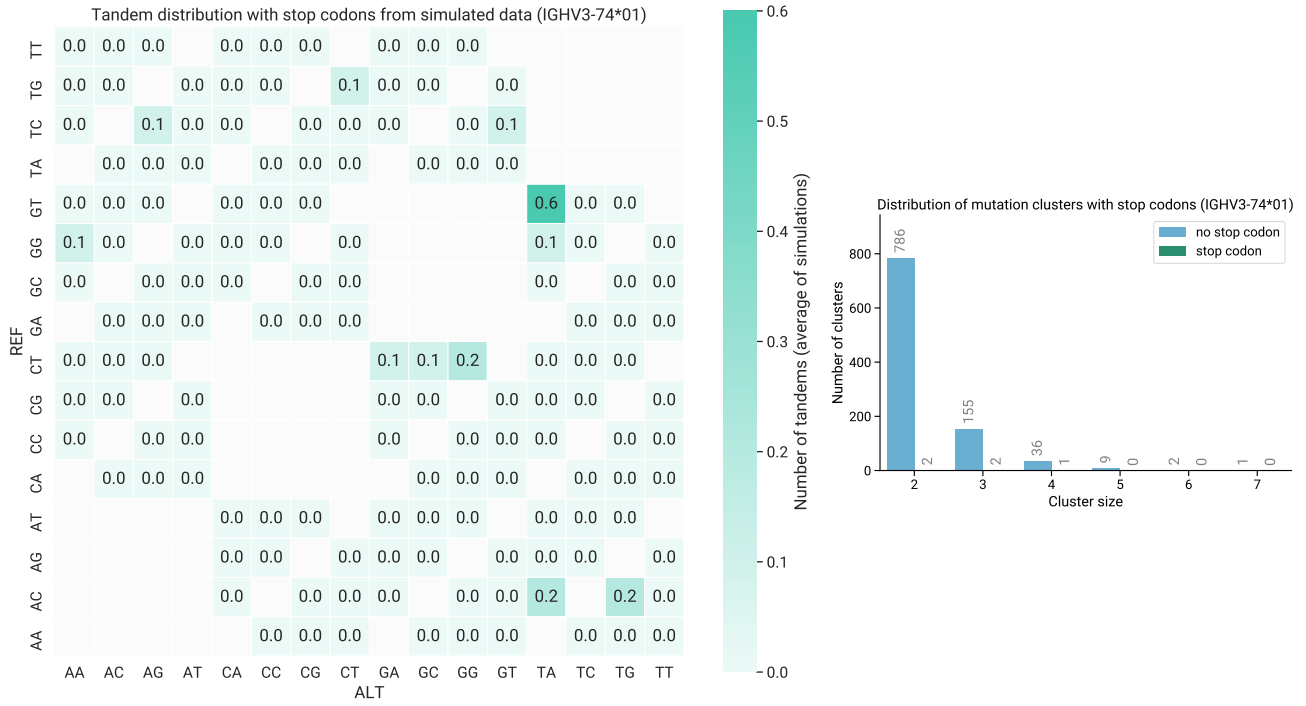 Tandem distribution with stop codons from simulated data (IGHV3-74*01)
TT 0.0 0.0 0.0 0.0 0.0 0.0 0.0 0.0 0.0
TG 0.0 0.0 0.0 0.0 0.0 0.1 0.0 0.0 0.0
TC 0.0 0.1 0.0 0.0 0.0 0.0 0.0 0.0 0.1
TA 0.0 0.0 0.0 0.0 0.0 0.0 0.0 0.0 0.0
GT 0.0 0.0 0.0 0.0 0.0 0.0 0.6 0.0 0.0
GG 0.1 0.0 0.0 0.0 0.0 0.0 0.1 0.0 0.0
GC 0.0 0.0 0.0 0.0 0.0 0.0 0.0 0.0 0.0
GA 0.0 0.0 0.0 0.0 0.0 0.0 0.0 0.0 0.0
CT 0.0 0.0 0.0 0.1 0.1 0.2 0.0 0.0 0.0
CG 0.0 0.0 0.0 0.0 0.0 0.0 0.0 0.0 0.0
CC 0.0 0.0 0.0 0.0 0.0 0.0 0.0 0.0 0.0
CA 0.0 0.0 0.0 0.0 0.0 0.0 0.0 0.0 0.0
AT 0.0 0.0 0.0 0.0 0.0 0.0 0.0 0.0 0.0
AG 0.0 0.0 0.0 0.0 0.0 0.0 0.0 0.0 0.0
AC 0.0 0.0 0.0 0.0 0.0 0.0 0.2 0.2 0.0
AA 0.0 0.0 0.0 0.0 0.0 0.0 0.0 0.0 0.0
REF
AA AC AG AT CA CC CG CT GA GC GG GT TA TC TG TT
ALT
0.6
0.5
0.4
0.3
0.2
0.1
0.0
Number of tandems (average of simulations)
Distribution of mutation clusters with stop codons (IGHV3-74*01)
no stop codon
stop codon
800
600
400
200
0
Number of clusters
786 2 155 2 36 1 9 0 2 0 1 0
2 3 4 5 6 7
Cluster size